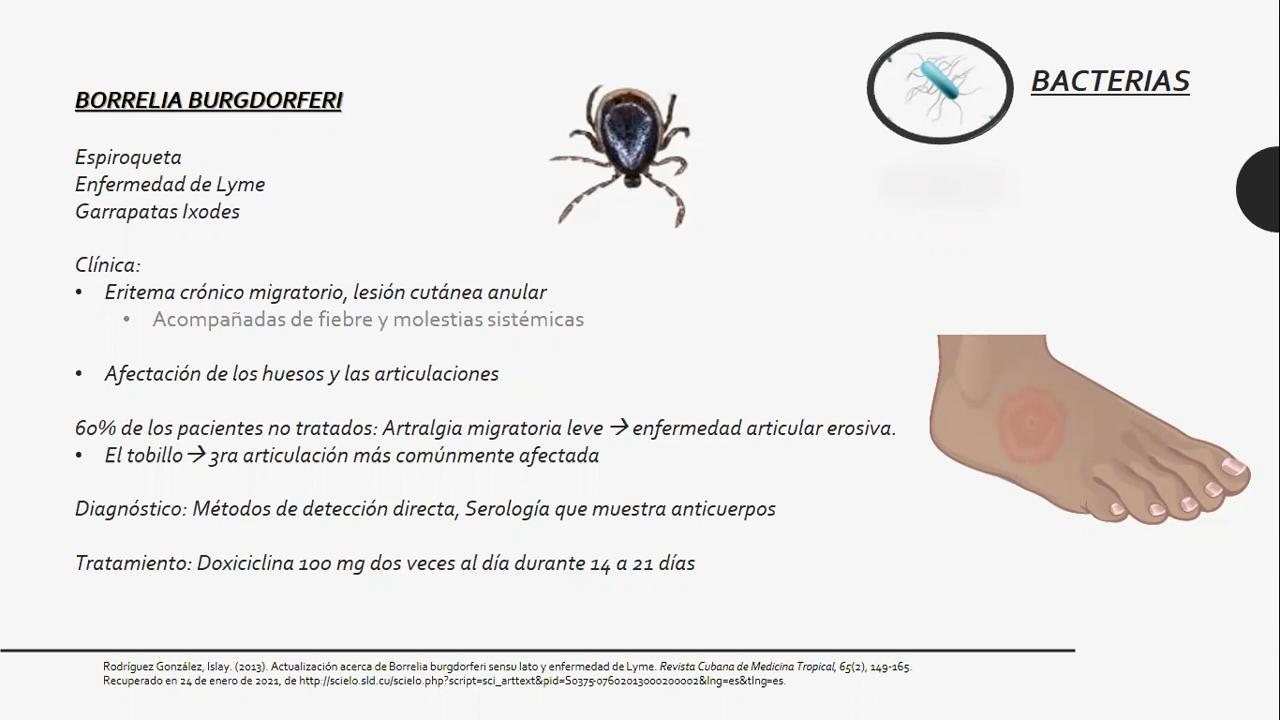 BACTERIAS
BORRELIA BURGDORFERI
Espiroqueta
Enfermedad de Lyme
Garrapatas Ixodes
Clínica:
• Eritema crónico migratorio, lesión cutánea anular
• Acompañadas de fiebre y molestias sistémicas
• Afectación de los huesos y las articulaciones
60% de los pacientes no tratados: Artralgia migratoria leve → enfermedad articular erosiva.
• El tobillo → 3ra articulación más comúnmente afectada
Diagnóstico: Métodos de detección directa, Serología que muestra anticuerpos
Tratamiento: Doxiciclina 100 mg dos veces al día durante 14 a 21 días
Rodríguez González, Islay. (2013). Actualización acerca de Borrelia burgdorferi sensu lato y enfermedad de Lyme. Revista Cubana de Medicina Tropical, 65(2), 149-165.
Recuperado en 24 de enero de 2021, de http://scielo.sld.cu/scielo.php?script=sci_arttext&pid=S0375-07602013000200002&lng=es&tlng=es.